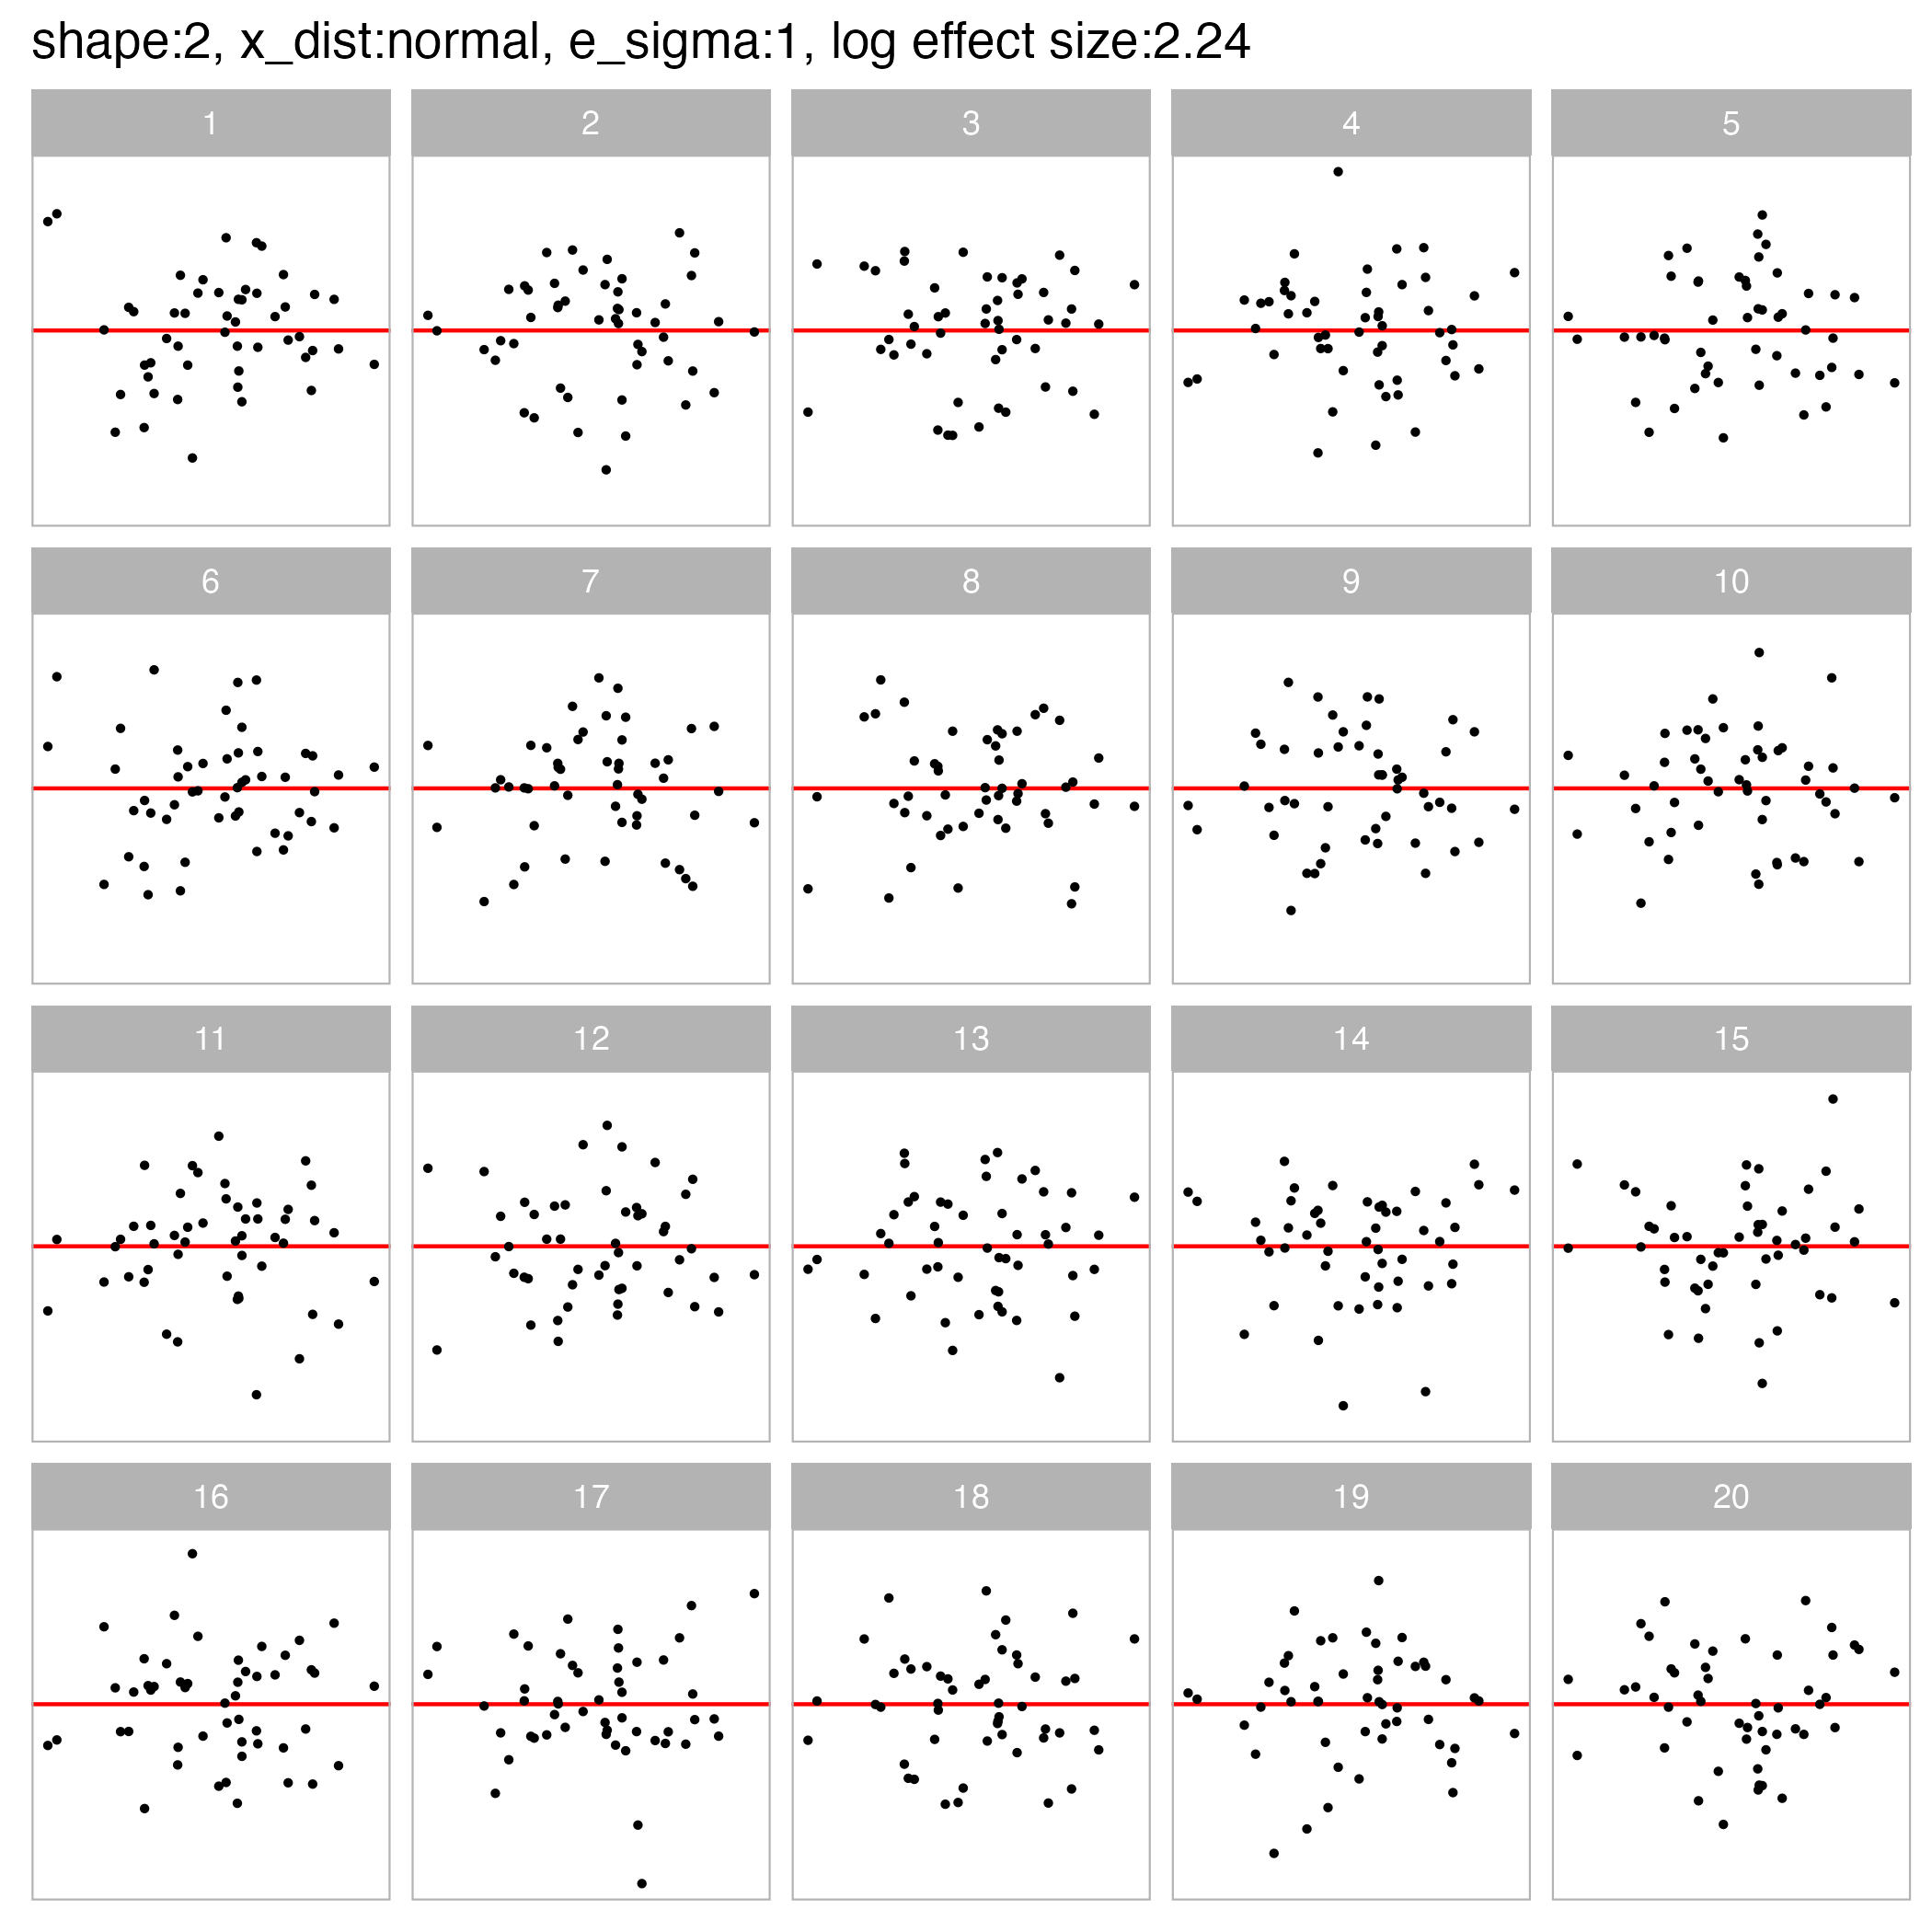 shape:2, x_dist:normal, e_sigma:1, log effect size:2.24
1 2 3 4 5
6 7 8 9 10
11 12 13 14 15
16 17 18 19 20